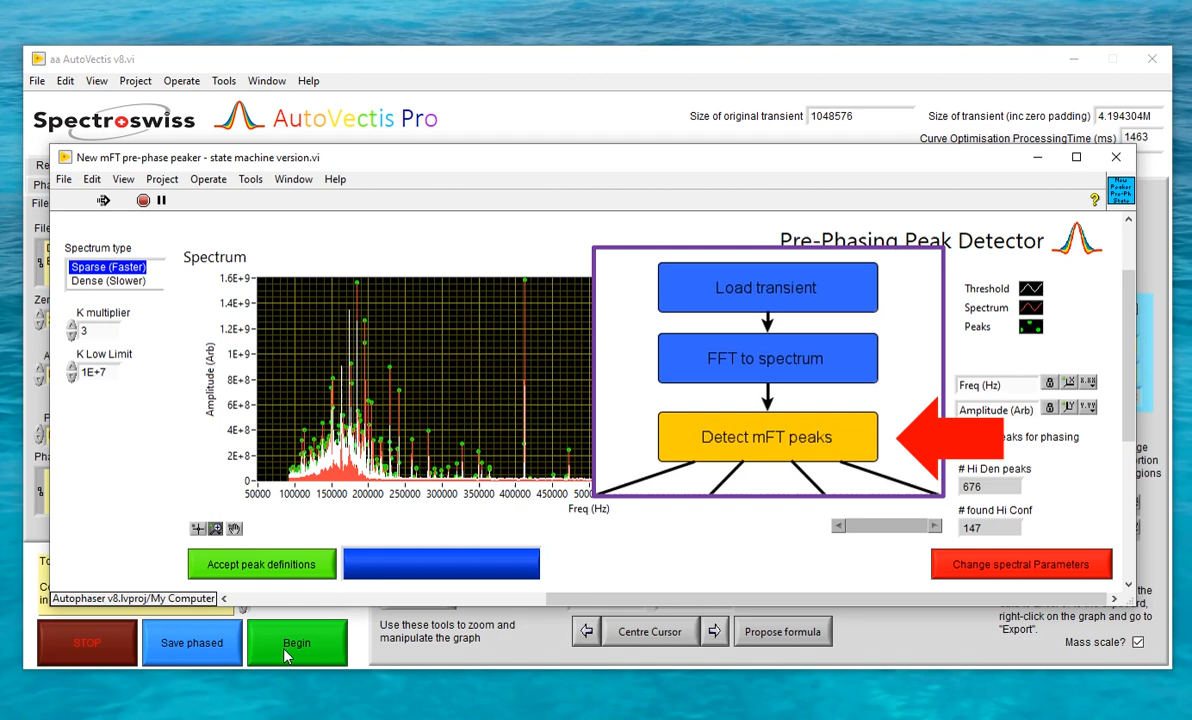 aa AutoVectis v8.vi
File Edit View Project Operate Tools Window Help
Spectroswiss AutoVectis Pro
Size of original transient 1048576
Size of transient (inc zero padding) 4.194304M
Curve Optimisation ProcessingTime (ms) 1463
New mFT pre-phase peaker - state machine version.vi
File Edit View Project Operate Tools Window Help
New
Peaker
Pre-Ph
State
Spectrum type
Sparse (Faster)
Dense (Slower)
K multiplier
3
K Low Limit
1E+7
Spectrum
Amplitude (Arb)
1.6E+9
1.4E+9
1.2E+9
1E+9
8E+8
6E+8
4E+8
2E+8
0
50000 100000 150000 200000 250000 300000 350000 400000 450000
Freq (Hz)
Pre-Phasing Peak Detector
Load transient
FFT to spectrum
Detect mFT peaks
Threshold
Spectrum
Peaks
Freq (Hz)
Amplitude (Arb)
eaks for phasing
# Hi Den peaks
676
# found Hi Conf
147
Accept peak definitions
Change spectral Parameters
Autophaser v8.lvproj/My Computer
STOP Save phased Begin
Use these tools to zoom and
manipulate the graph
Centre Cursor Propose formula
right-click on the graph and go to
"Export".
Mass scale?